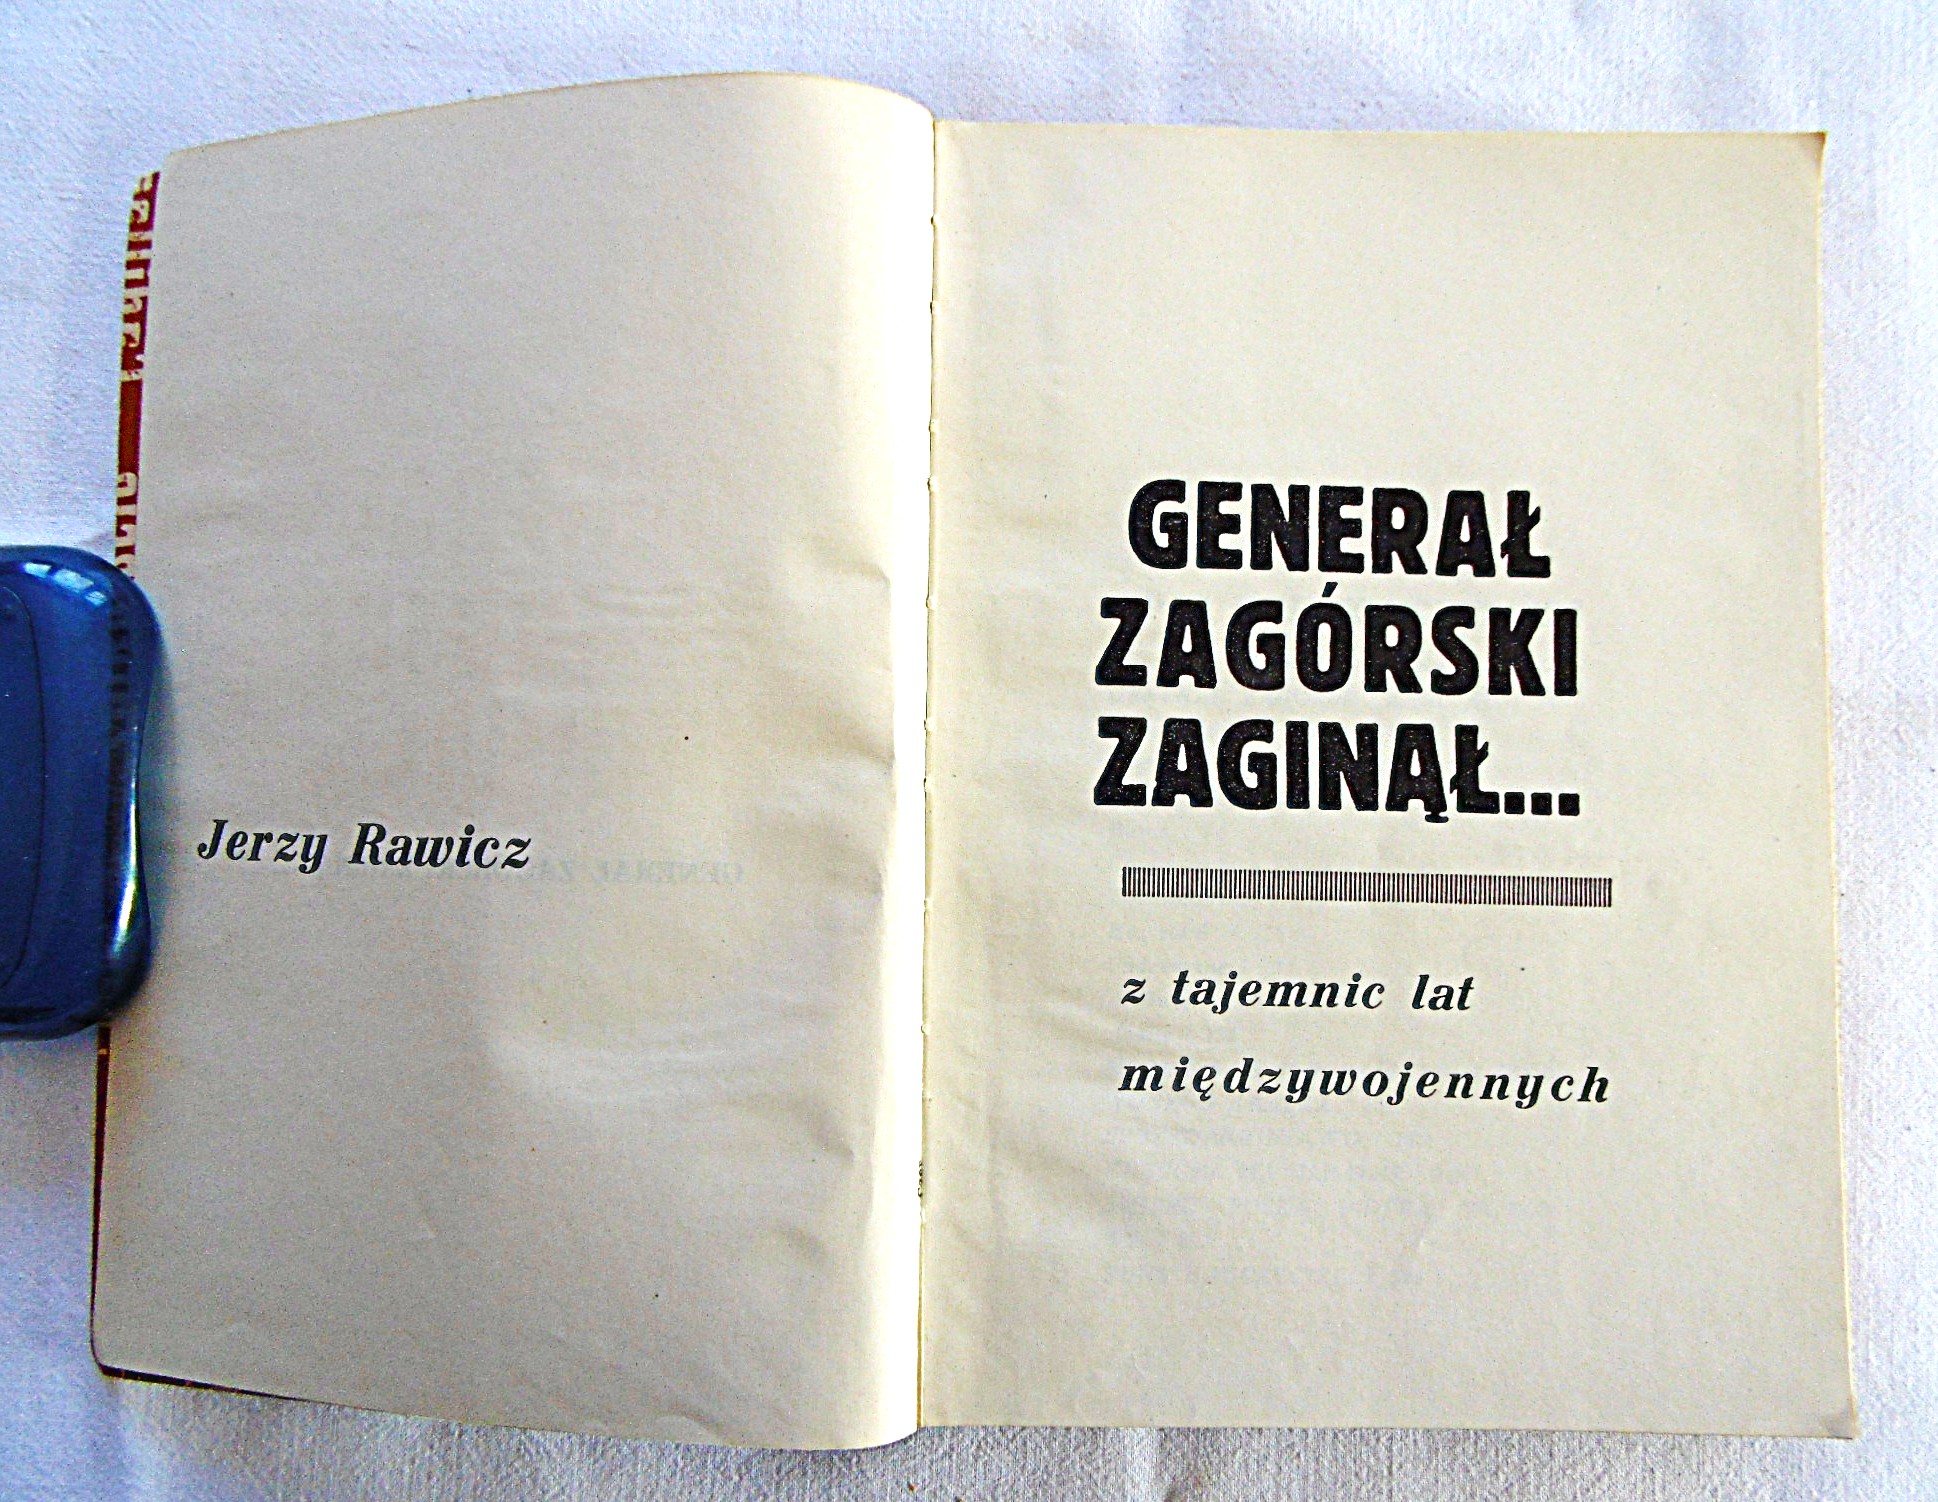 Jerzy Rawicz
GENERAŁ
ZAGÓRSKI
ZAGINĄŁ...
z tajemnic lat
międzywojennych